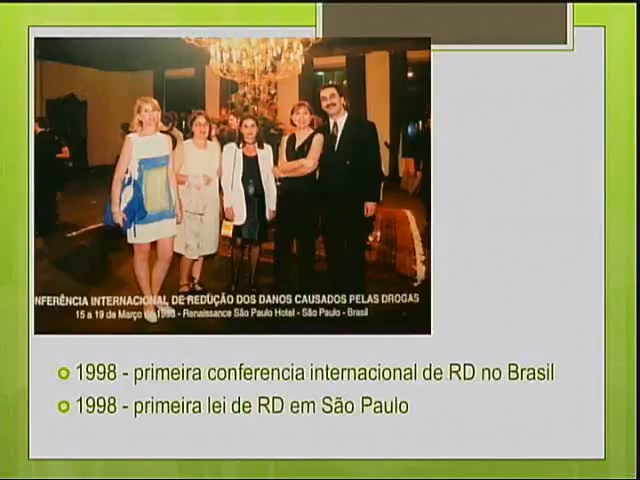 NFERÊNCIA INTERNACIONAL DE REDUÇÃO DOS DANOS CAUSADOS PELAS DROGAS
15 a 19 de Março de 1998 - Renaissance São Paulo Hotel - São Paulo - Brasil
1998 - primeira conferencia internacional de RD no Brasil
1998 - primeira lei de RD em São Paulo